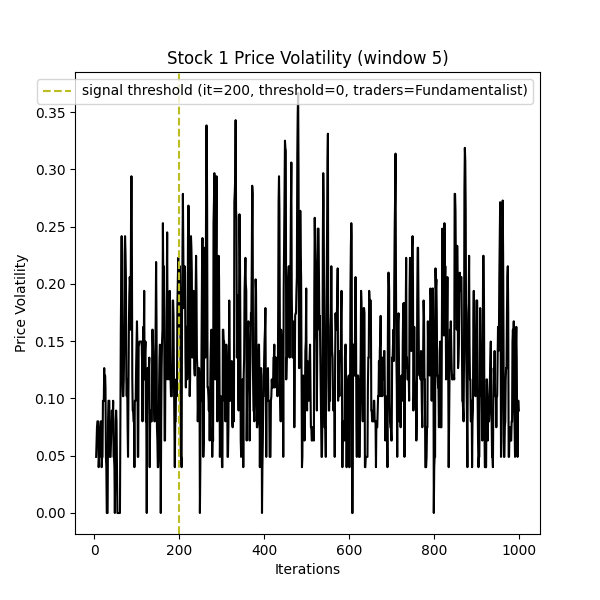 Stock 1 Price Volatility (window 5)
signal threshold (it=200, threshold=0, traders=Fundamentalist)
Price Volatility
0.35
0.30
0.25
0.20
0.15
0.10
0.05
0.00
0 200 400 600 800 1000
Iterations